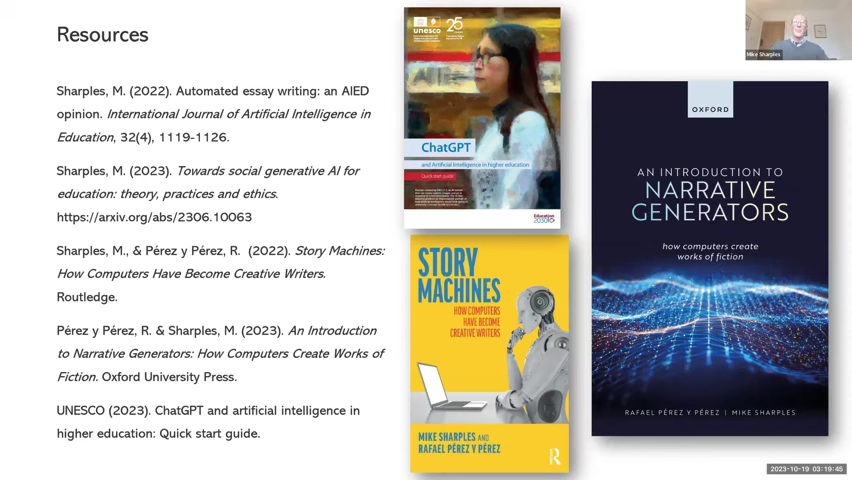 Resources
Sharples, M. (2022). Automated essay writing: an AIED
opinion. International Journal of Artificial Intelligence in
Education, 32(4), 1119-1126.
Sharples, M. (2023). Towards social generative AI for
education: theory, practices and ethics.
https://arxiv.org/abs/2306.10063
Sharples, M., & Pérez y Pérez, R. (2022). Story Machines:
How Computers Have Become Creative Writers.
Routledge.
Pérez y Pérez, R. & Sharples, M. (2023). An Introduction
to Narrative Generators: How Computers Create Works of
Fiction. Oxford University Press.
UNESCO (2023). ChatGPT and artificial intelligence in
higher education: Quick start guide.
unesco
25
ChatGPT
and Artificial Intelligence in higher education
Quick start guide
Education
2030
STORY
MACHINES
HOW COMPUTERS
HAVE BECOME
CREATIVE WRITERS
MIKE SHARPLES AND
RAFAEL PÉREZ Y PÉREZ
R
OXFORD
AN INTRODUCTION TO
NARRATIVE
GENERATORS
how computers create
works of fiction
RAFAEL PÉREZ Y PÉREZ | MIKE SHARPLES
Mike Sharples
2023-10-19 03:19:45